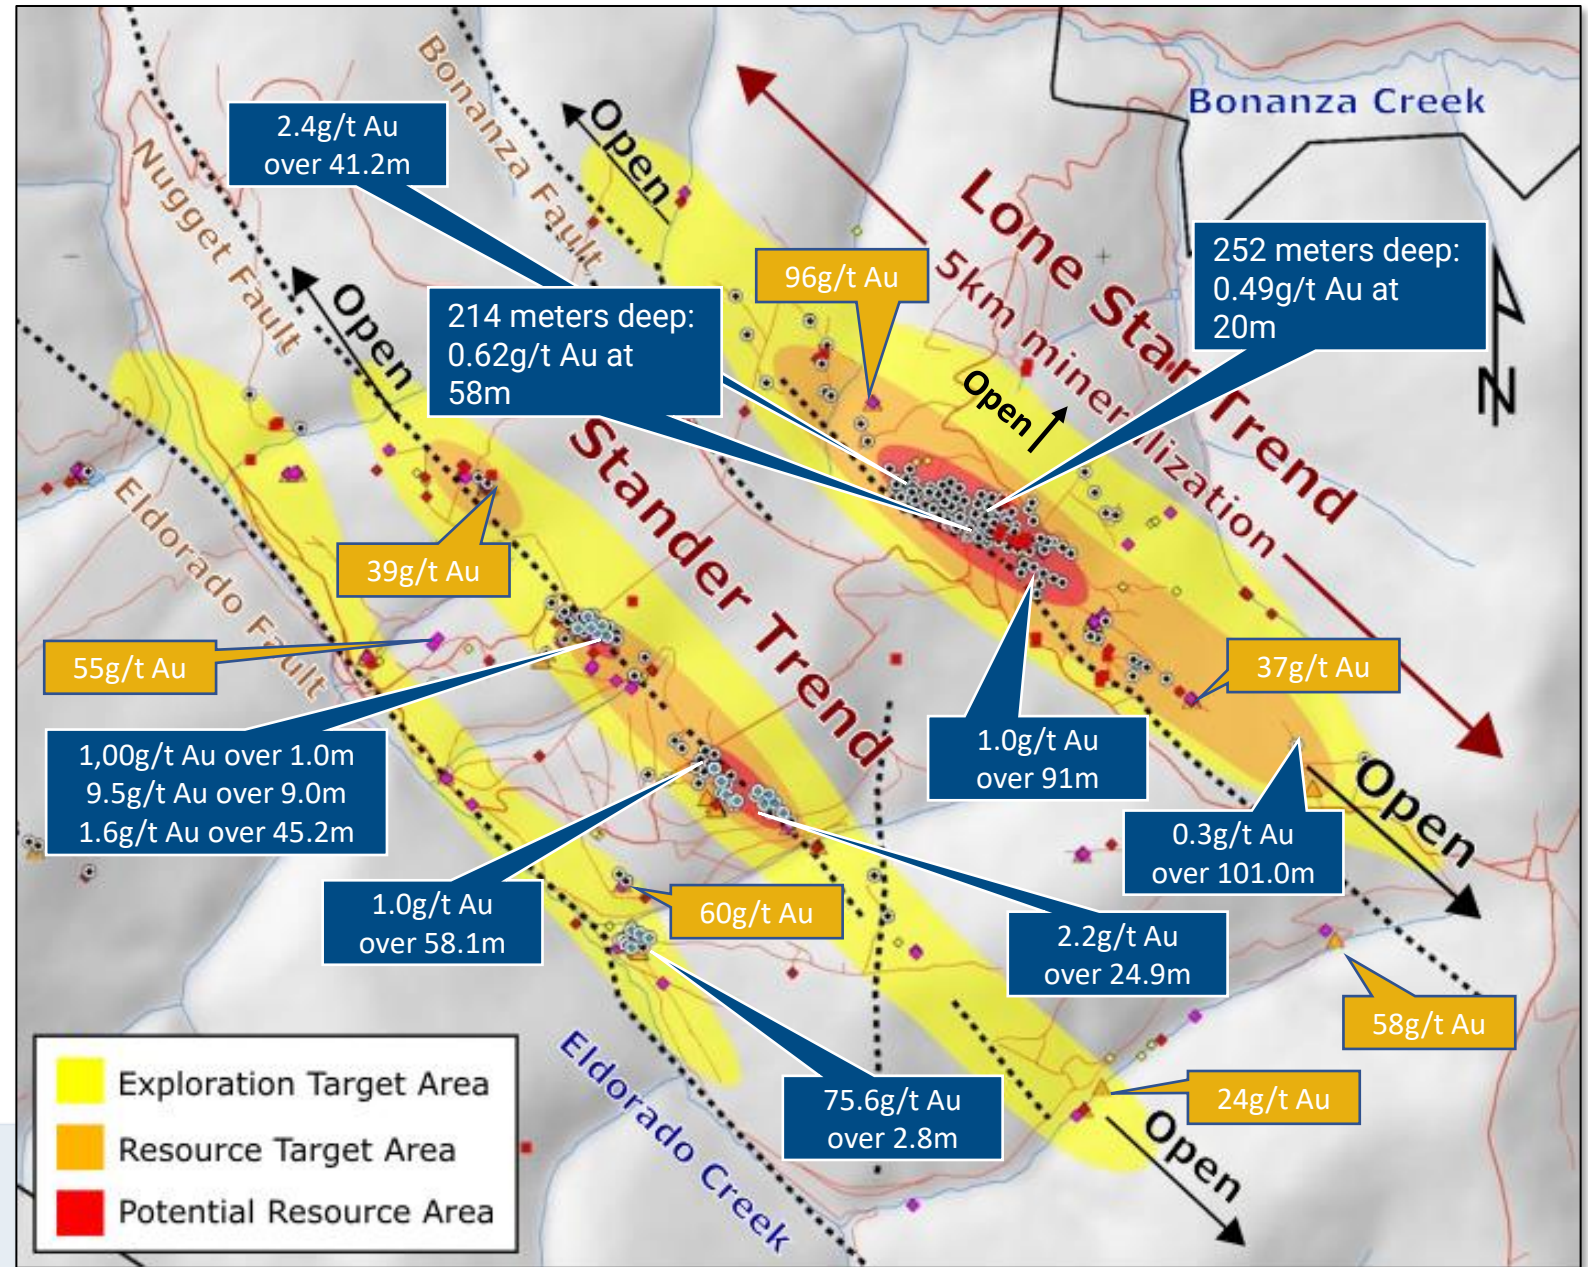 Bonanza Creek
Bonanza Fault
Open
2.4g/t Au
over 41.2m
Nugget Fault
Lone Star Trend
5km mineralization
252 meters deep:
0.49g/t Au at
20m
96g/t Au
Open
214 meters deep:
0.62g/t Au at
58m
Open
N
Stander Trend
Eldorado Fault
39g/t Au
55g/t Au
37g/t Au
1,00g/t Au over 1.0m
9.5g/t Au over 9.0m
1.6g/t Au over 45.2m
1.0g/t Au
over 91m
Open
0.3g/t Au
over 101.0m
1.0g/t Au
over 58.1m
60g/t Au
2.2g/t Au
over 24.9m
58g/t Au
Eldorado Creek
75.6g/t Au
over 2.8m
24g/t Au
Open
Exploration Target Area
Resource Target Area
Potential Resource Area